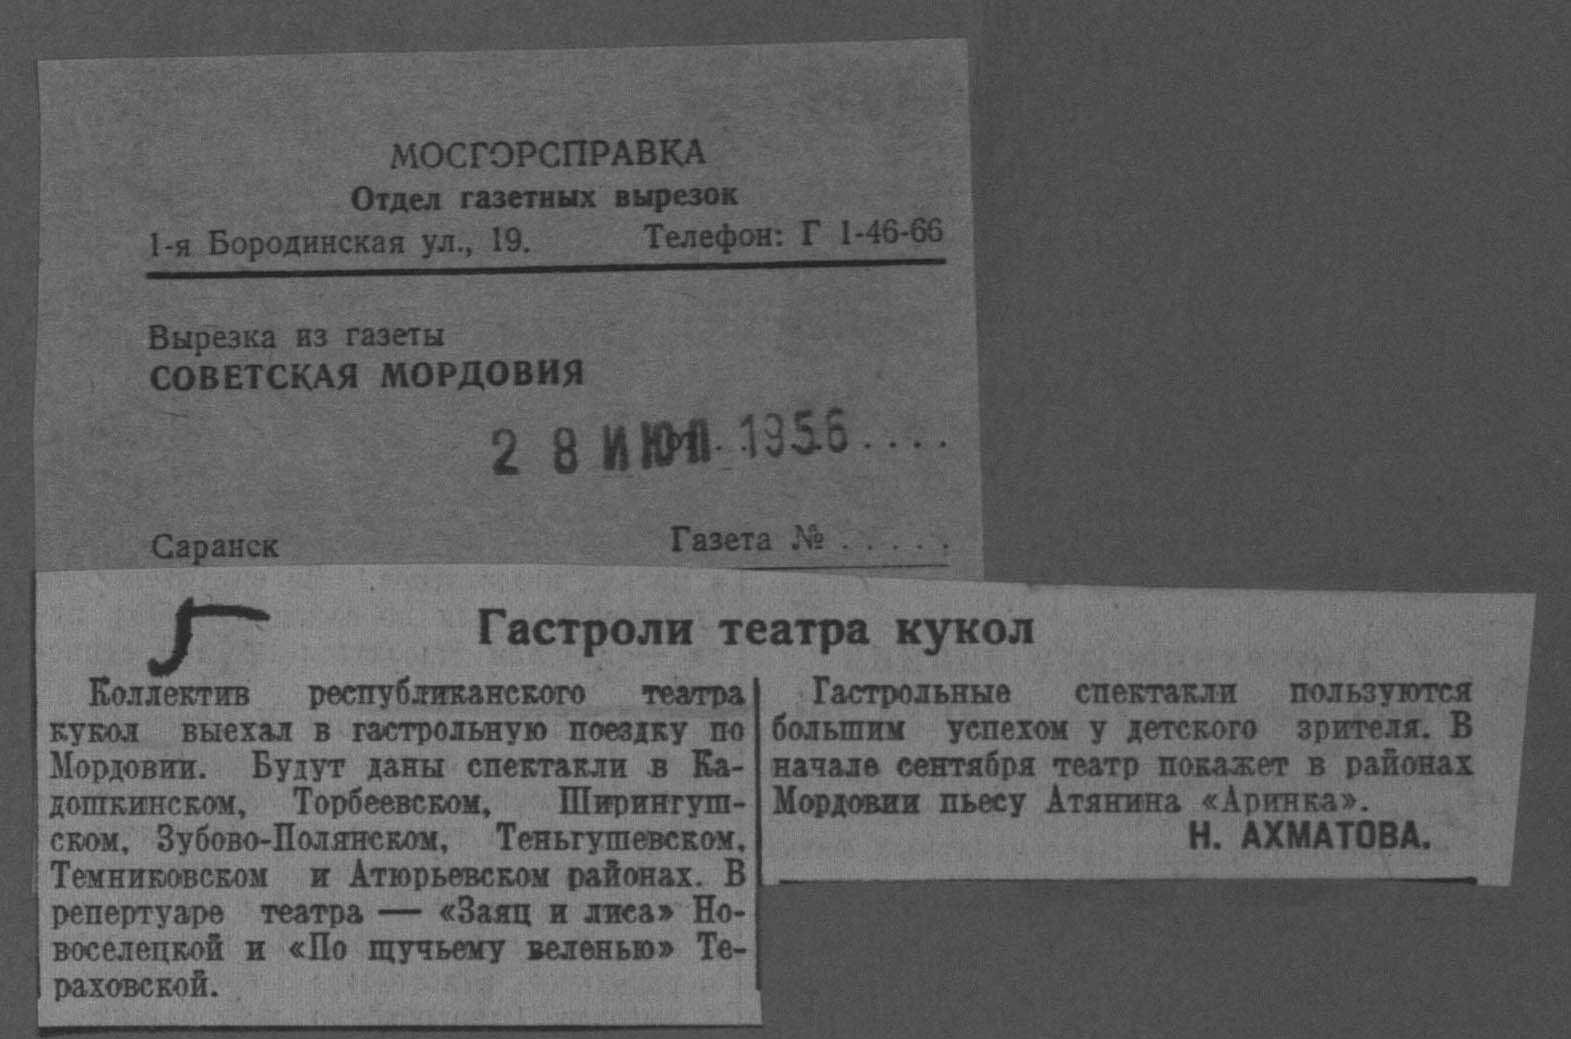 МОСГОРСПРАВКА
Отдел газетных вырезок
1-я Бородинская ул., 19. Телефон: Г 1-46-66
Вырезка из газеты
СОВЕТСКАЯ МОРДОВИЯ
28 ИЮЛ 1956
Саранск Газета № .....
Гастроли театра кукол
Коллектив республиканского театра
кукол выехал в гастрольную поездку по
Мордовии. Будут даны спектакли в Ка-
дошкинском, Торбеевском, Ширингуш-
ском, Зубово-Полянском, Теньгушевском,
Темниковском и Атюрьевском районах. В
репертуаре театра — «Заяц и лиса» Но-
воселецкой и «По щучьему веленью» Те-
раховской.
Гастрольные спектакли пользуются
большим успехом у детского зрителя. В
начале сентября театр покажет в районах
Мордовии пьесу Атянина «Аринка».
Н. АХМАТОВА.